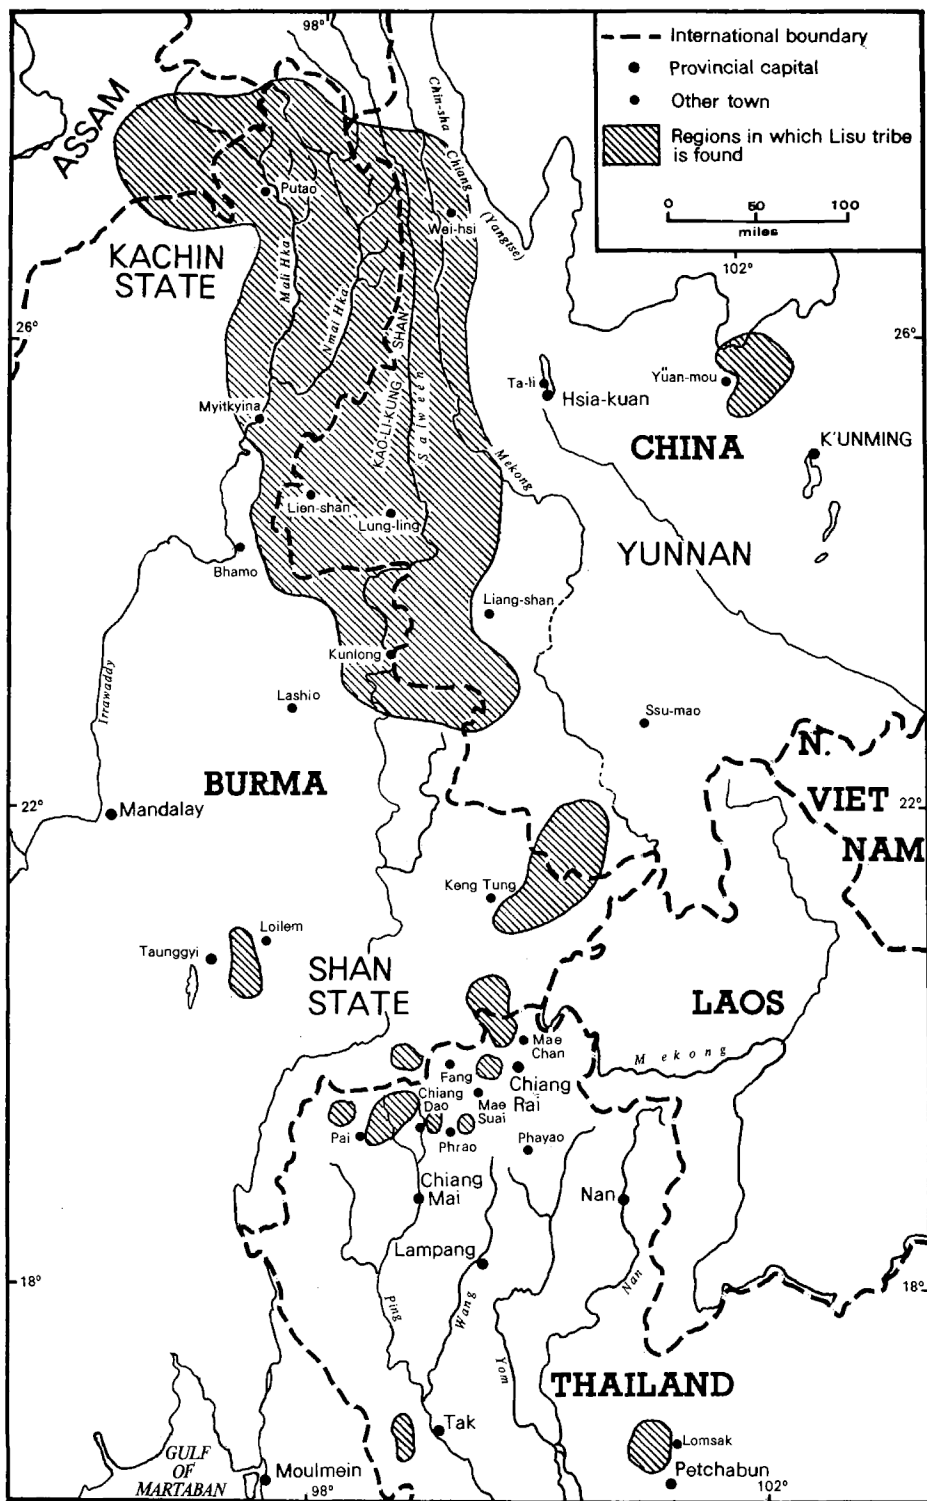 98°
International boundary
Provincial capital
Other town
Regions in which Lisu tribe
is found
0 50 100
miles
ASSAM
Chin-sha Chiang
(Yangtse)
Putao
Wei-hsi
KACHIN
STATE
Mali Hka
Nmai Hka
102°
26°
26°
KAO-LI-KUNG SHAN
Salween
Ta-li
Hsia-kuan
Yüan-mou
Myitkyina
CHINA
K'UNMING
Mekong
Lien-shan
Lung-ling
Bhamo
YUNNAN
Liang-shan
Kunlong
Irrawaddy
Lashio
Ssu-mao
N.
VIET
NAM
BURMA
22°
22°
Mandalay
Keng Tung
Loilem
Taunggyi
SHAN
STATE
LAOS
Mae
Chan
Mekong
Fang
Chiang
Rai
Chiang
Dao
Mae
Suai
Pai
Phrao
Phayao
Chiang
Mai
Nan
Lampang
18°
18°
Ping
Wang
Nan
Yom
THAILAND
Tak
Lomsak
GULF
OF
MARTABAN
Moulmein
Petchabun
98°
102°